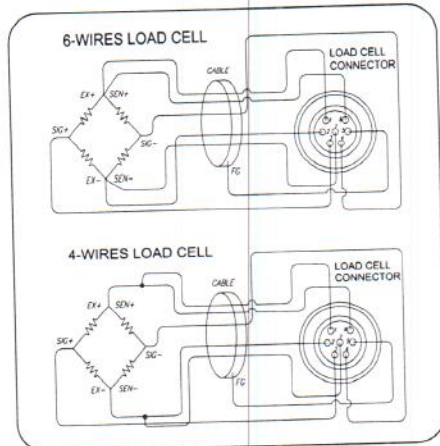 6-WIRES LOAD CELL
LOAD CELL
CONNECTOR
CABLE
EX+
SEN+
SIG+
SIG-
EX-
SEN-
FG
4-WIRES LOAD CELL
LOAD CELL
CONNECTOR
CABLE
EX+
SEN+
SIG+
SIG-
EX-
SEN-
FG